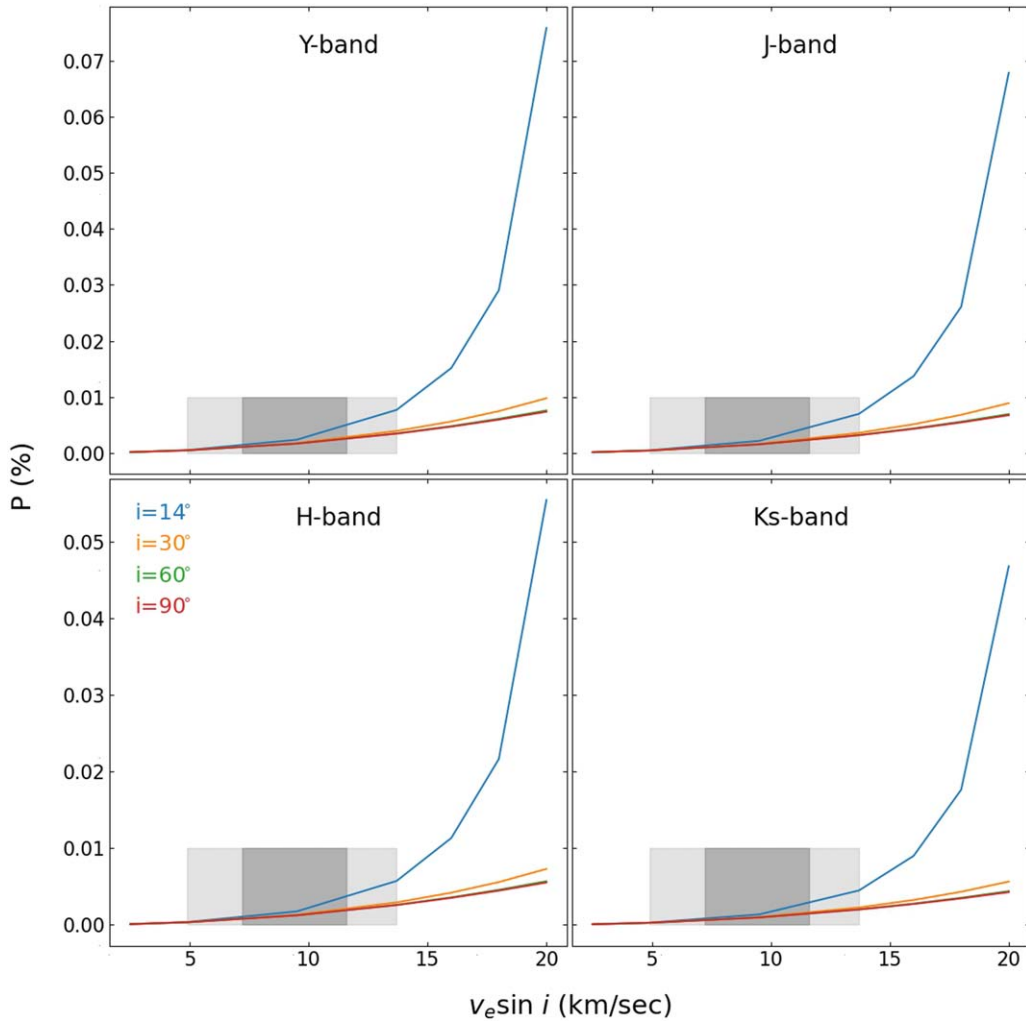 Y-band
J-band
0.07
0.06
0.05
0.04
0.03
0.02
0.01
0.00
P (%)
H-band
Ks-band
i=14°
i=30°
i=60°
i=90°
0.05
0.04
0.03
0.02
0.01
0.00
5 10 15 20 5 10 15 20
vₑsin i (km/sec)